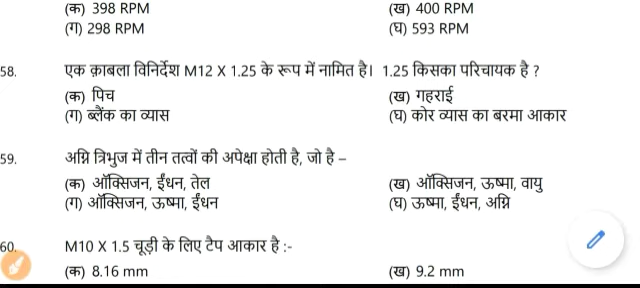 (क) 398 RPM (ख) 400 RPM
(ग) 298 RPM (घ) 593 RPM
58. एक क़ाबला विनिर्देश M12 X 1.25 के रूप में नामित है। 1.25 किसका परिचायक है ?
(क) पिच (ख) गहराई
(ग) ब्लैंक का व्यास (घ) कोर व्यास का बरमा आकार
59. अग्नि त्रिभुज में तीन तत्वों की अपेक्षा होती है, जो है –
(क) ऑक्सिजन, ईंधन, तेल (ख) ऑक्सिजन, ऊष्मा, वायु
(ग) ऑक्सिजन, ऊष्मा, ईंधन (घ) ऊष्मा, ईंधन, अग्नि
60. M10 X 1.5 चूड़ी के लिए टैप आकार है :-
(क) 8.16 mm (ख) 9.2 mm